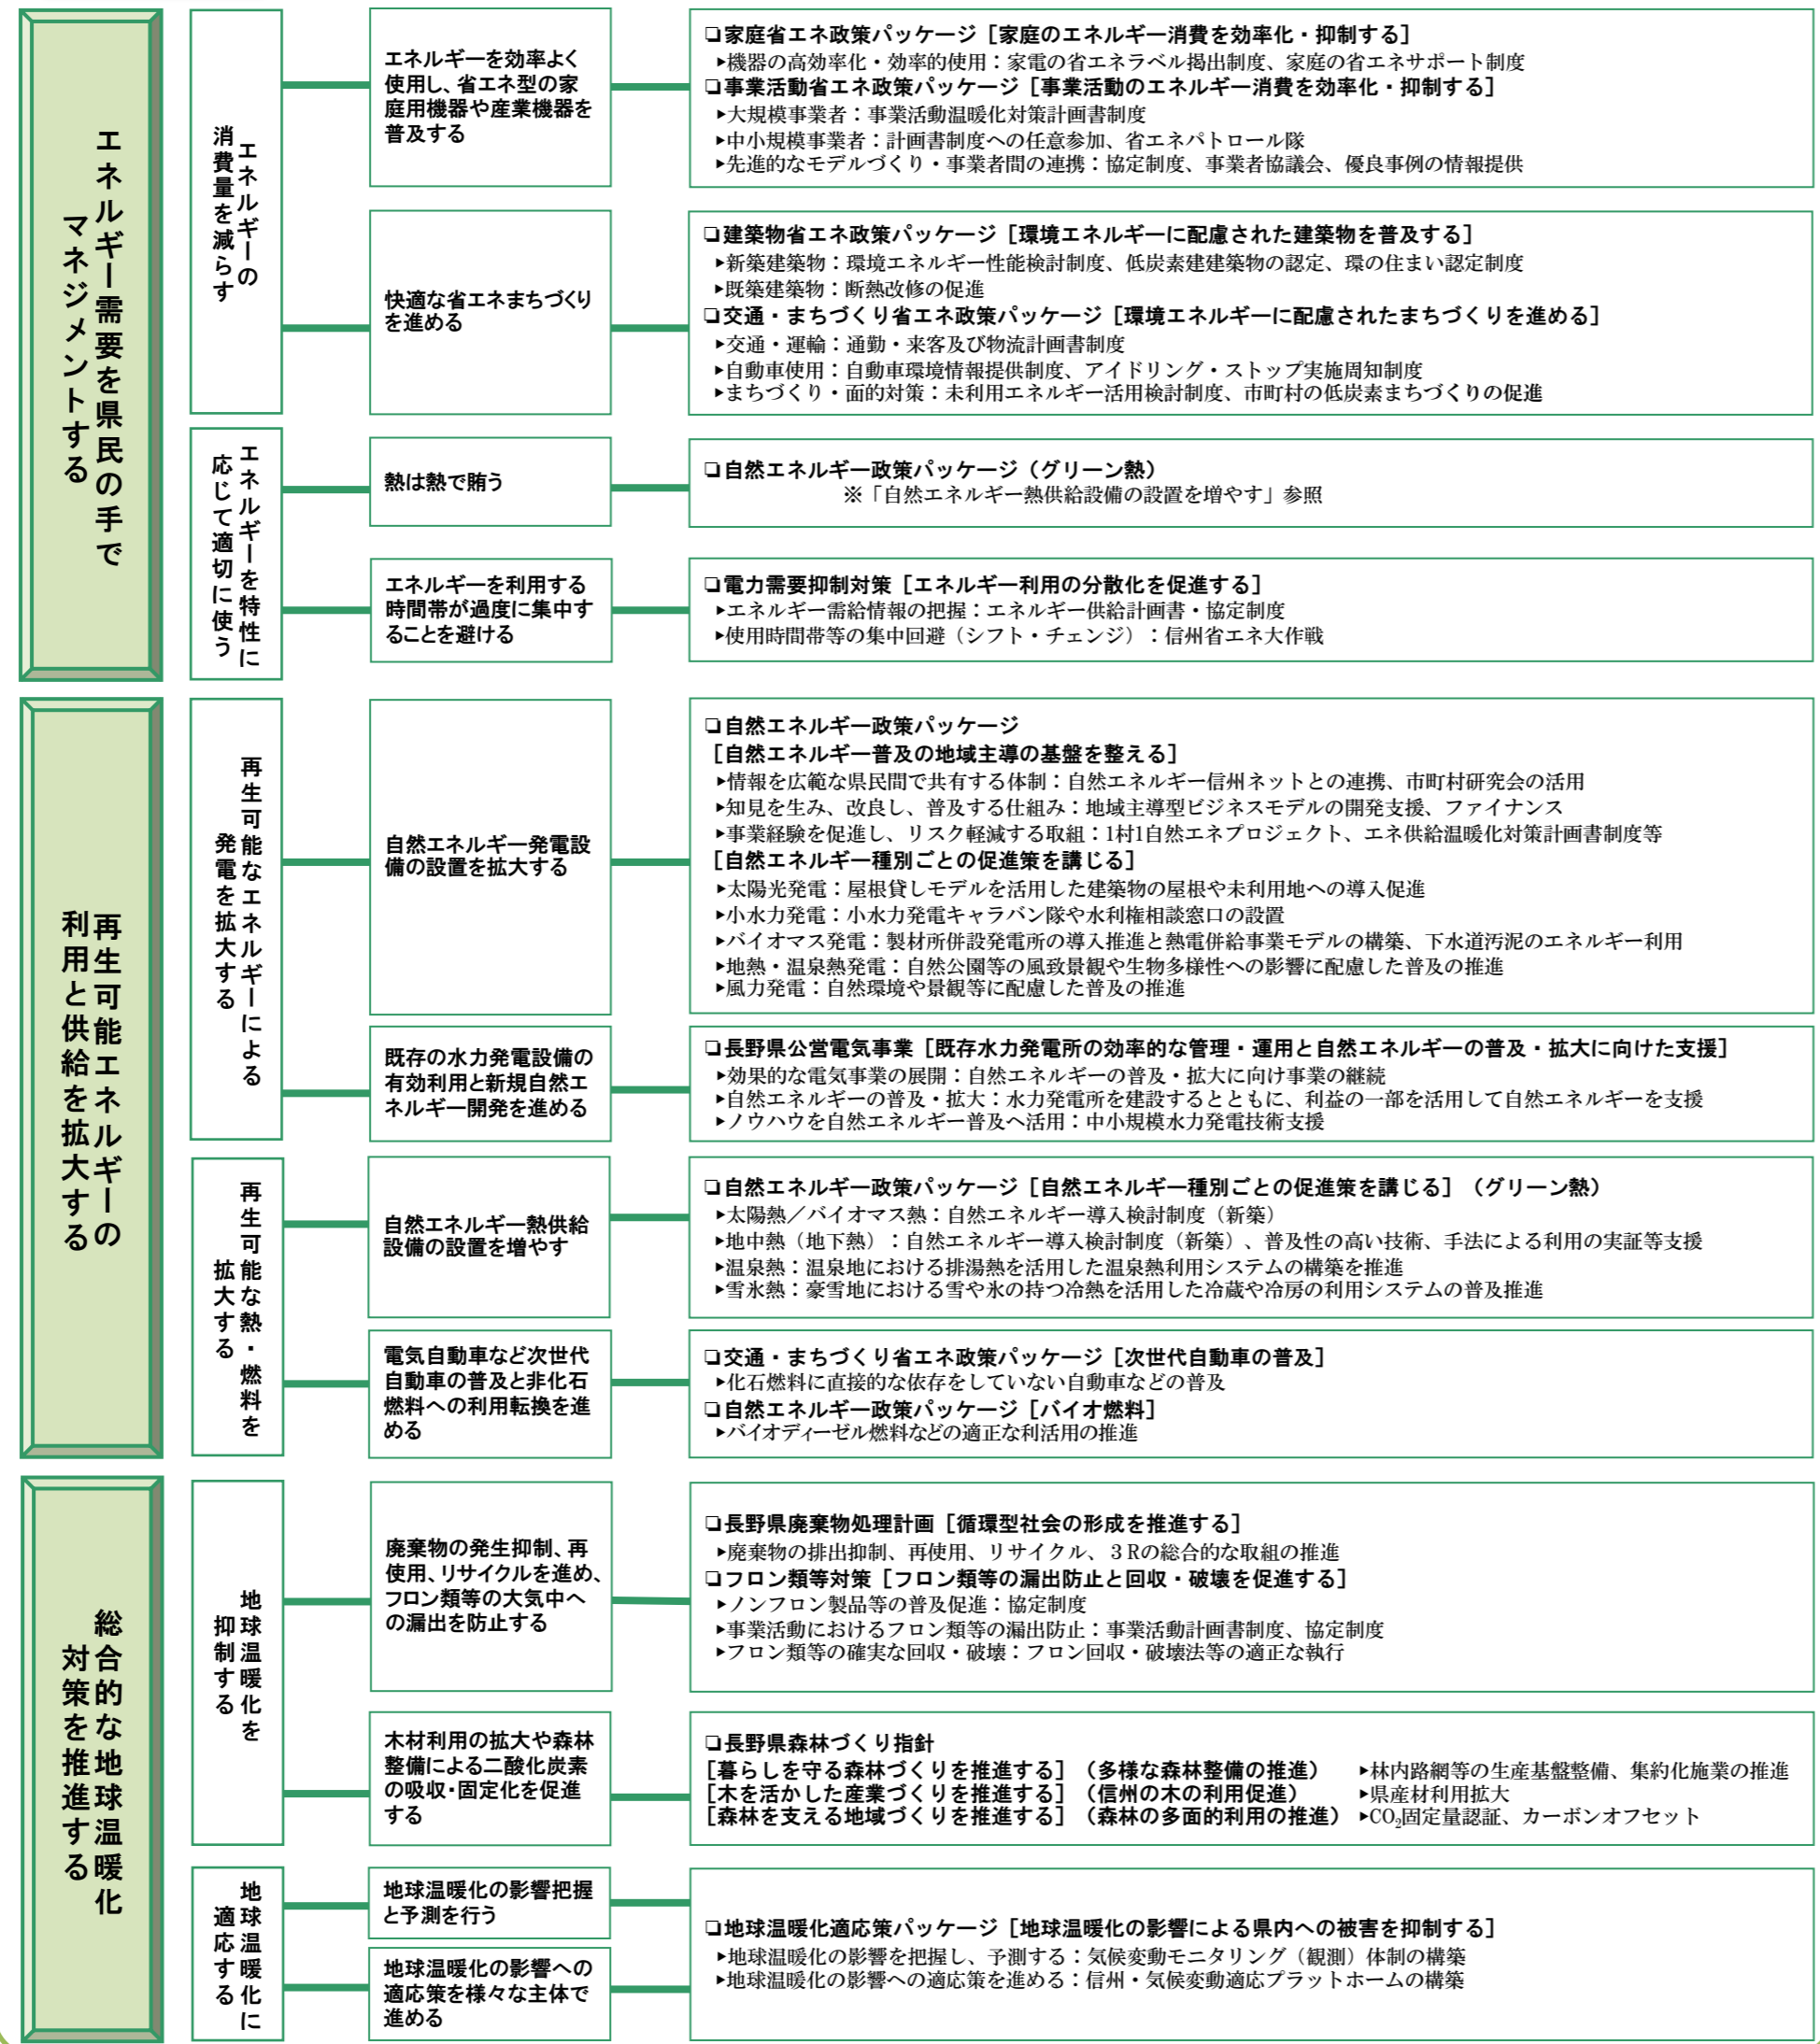 エネルギー需要を県民の手で
マネジメントする
エネルギーの
消費量を減らす
エネルギーを効率よく
使用し、省エネ型の家
庭用機器や産業機器を
普及する
❏家庭省エネ政策パッケージ［家庭のエネルギー消費を効率化・抑制する］
▶機器の高効率化・効率的使用：家電の省エネラベル掲出制度、家庭の省エネサポート制度
❏事業活動省エネ政策パッケージ［事業活動のエネルギー消費を効率化・抑制する］
▶大規模事業者：事業活動温暖化対策計画書制度
▶中小規模事業者：計画書制度への任意参加、省エネパトロール隊
▶先進的なモデルづくり・事業者間の連携：協定制度、事業者協議会、優良事例の情報提供
快適な省エネまちづくり
を進める
❏建築物省エネ政策パッケージ［環境エネルギーに配慮された建築物を普及する］
▶新築建築物：環境エネルギー性能検討制度、低炭素建建築物の認定、環の住まい認定制度
▶既築建築物：断熱改修の促進
❏交通・まちづくり省エネ政策パッケージ［環境エネルギーに配慮されたまちづくりを進める］
▶交通・運輸：通勤・来客及び物流計画書制度
▶自動車使用：自動車環境情報提供制度、アイドリング・ストップ実施周知制度
▶まちづくり・面的対策：未利用エネルギー活用検討制度、市町村の低炭素まちづくりの促進
エネルギーを特性に
応じて適切に使う
熱は熱で賄う
❏自然エネルギー政策パッケージ（グリーン熱）
※「自然エネルギー熱供給設備の設置を増やす」参照
エネルギーを利用する
時間帯が過度に集中す
ることを避ける
❏電力需要抑制対策［エネルギー利用の分散化を促進する］
▶エネルギー需給情報の把握：エネルギー供給計画書・協定制度
▶使用時間帯等の集中回避（シフト・チェンジ）：信州省エネ大作戦
再生可能エネルギーの
利用と供給を拡大する
再生可能なエネルギーによる
発電を拡大する
自然エネルギー発電設
備の設置を拡大する
❏自然エネルギー政策パッケージ
［自然エネルギー普及の地域主導の基盤を整える］
▶情報を広範な県民間で共有する体制：自然エネルギー信州ネットとの連携、市町村研究会の活用
▶知見を生み、改良し、普及する仕組み：地域主導型ビジネスモデルの開発支援、ファイナンス
▶事業経験を促進し、リスク軽減する取組：1村1自然エネプロジェクト、エネ供給温暖化対策計画書制度等
［自然エネルギー種別ごとの促進策を講じる］
▶太陽光発電：屋根貸しモデルを活用した建築物の屋根や未利用地への導入促進
▶小水力発電：小水力発電キャラバン隊や水利権相談窓口の設置
▶バイオマス発電：製材所併設発電所の導入推進と熱電併給事業モデルの構築、下水道汚泥のエネルギー利用
▶地熱・温泉熱発電：自然公園等の風致景観や生物多様性への影響に配慮した普及の推進
▶風力発電：自然環境や景観等に配慮した普及の推進
既存の水力発電設備の
有効利用と新規自然エ
ネルギー開発を進める
❏長野県公営電気事業［既存水力発電所の効率的な管理・運用と自然エネルギーの普及・拡大に向けた支援］
▶効果的な電気事業の展開：自然エネルギーの普及・拡大に向け事業の継続
▶自然エネルギーの普及・拡大：水力発電所を建設するとともに、利益の一部を活用して自然エネルギーを支援
▶ノウハウを自然エネルギー普及へ活用：中小規模水力発電技術支援
再生可能な熱・燃料を
拡大する
自然エネルギー熱供給
設備の設置を増やす
❏自然エネルギー政策パッケージ［自然エネルギー種別ごとの促進策を講じる］（グリーン熱）
▶太陽熱／バイオマス熱：自然エネルギー導入検討制度（新築）
▶地中熱（地下熱）：自然エネルギー導入検討制度（新築）、普及性の高い技術、手法による利用の実証等支援
▶温泉熱：温泉地における排湯熱を活用した温泉熱利用システムの構築を推進
▶雪氷熱：豪雪地における雪や氷の持つ冷熱を活用した冷蔵や冷房の利用システムの普及推進
電気自動車など次世代
自動車の普及と非化石
燃料への利用転換を進
める
❏交通・まちづくり省エネ政策パッケージ［次世代自動車の普及］
▶化石燃料に直接的な依存をしていない自動車などの普及
❏自然エネルギー政策パッケージ［バイオ燃料］
▶バイオディーゼル燃料などの適正な利活用の推進
総合的な地球温暖化
対策を推進する
地球温暖化を
抑制する
廃棄物の発生抑制、再
使用、リサイクルを進め、
フロン類等の大気中へ
の漏出を防止する
❏長野県廃棄物処理計画［循環型社会の形成を推進する］
▶廃棄物の排出抑制、再使用、リサイクル、３Rの総合的な取組の推進
❏フロン類等対策［フロン類等の漏出防止と回収・破壊を促進する］
▶ノンフロン製品等の普及促進：協定制度
▶事業活動におけるフロン類等の漏出防止：事業活動計画書制度、協定制度
▶フロン類等の確実な回収・破壊：フロン回収・破壊法等の適正な執行
木材利用の拡大や森林
整備による二酸化炭素
の吸収・固定化を促進
する
❏長野県森林づくり指針
［暮らしを守る森林づくりを推進する］（多様な森林整備の推進） ▶林内路網等の生産基盤整備、集約化施業の推進
［木を活かした産業づくりを推進する］（信州の木の利用促進） ▶県産材利用拡大
［森林を支える地域づくりを推進する］（森林の多面的利用の推進） ▶CO₂固定量認証、カーボンオフセット
地球温暖化に
適応する
地球温暖化の影響把握
と予測を行う
地球温暖化の影響への
適応策を様々な主体で
進める
❏地球温暖化適応策パッケージ［地球温暖化の影響による県内への被害を抑制する］
▶地球温暖化の影響を把握し、予測する：気候変動モニタリング（観測）体制の構築
▶地球温暖化の影響への適応策を進める：信州・気候変動適応プラットホームの構築